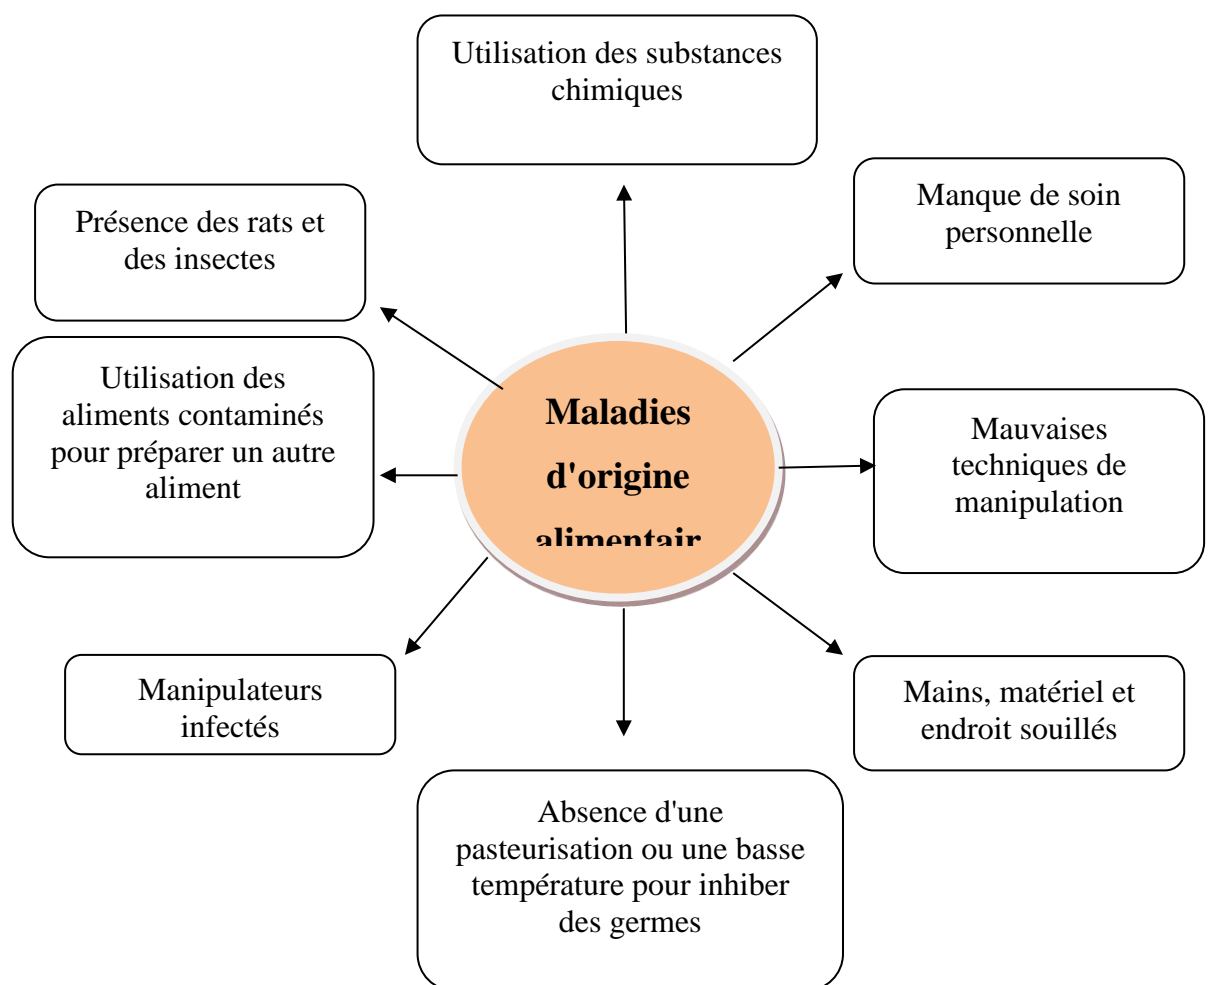 Utilisation des substances
chimiques
Manque de soin
personnelle
Présence des rats et
des insectes
Utilisation des
aliments contaminés
pour préparer un autre
aliment
Maladies
d'origine
alimentair
Mauvaises
techniques de
manipulation
Manipulateurs
infectés
Mains, matériel et
endroit souillés
Absence d'une
pasteurisation ou une basse
température pour inhiber
des germes